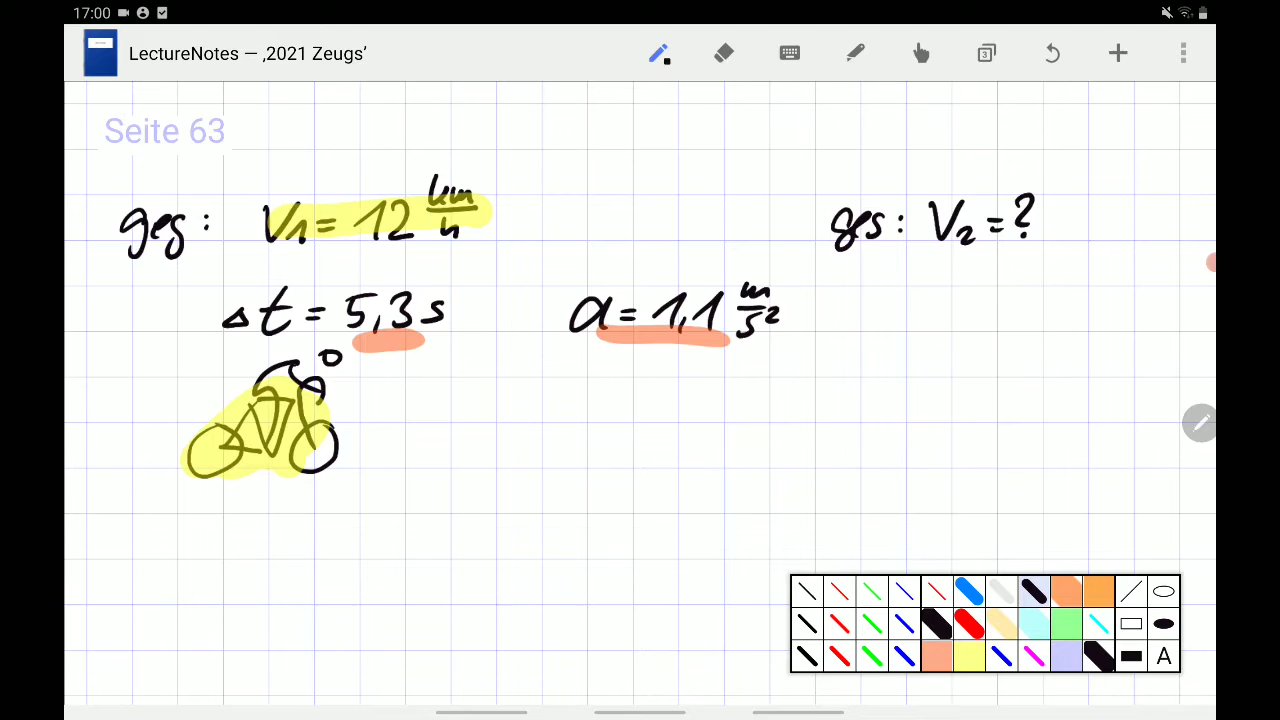 17:00
LectureNotes — ‚2021 Zeugs’
3
Seite 63
geg: V1 = 12 km/h
ges: V2 = ?
Δt = 5,3 s
a = 1,1 m/s²
A